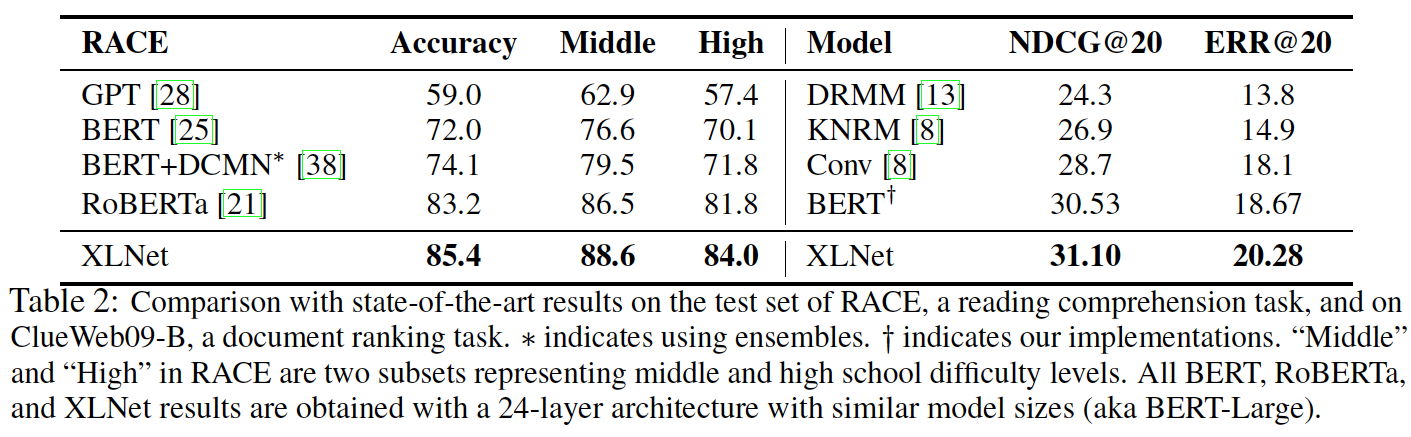 RACE Accuracy Middle High Model NDCG@20 ERR@20
GPT [28] 59.0 62.9 57.4 DRMM [13] 24.3 13.8
BERT [25] 72.0 76.6 70.1 KNRM [8] 26.9 14.9
BERT+DCMN* [38] 74.1 79.5 71.8 Conv [8] 28.7 18.1
RoBERTa [21] 83.2 86.5 81.8 BERT† 30.53 18.67
XLNet 85.4 88.6 84.0 XLNet 31.10 20.28
Table 2: Comparison with state-of-the-art results on the test set of RACE, a reading comprehension task, and on
ClueWeb09-B, a document ranking task. ∗ indicates using ensembles. † indicates our implementations. “Middle”
and “High” in RACE are two subsets representing middle and high school difficulty levels. All BERT, RoBERTa,
and XLNet results are obtained with a 24-layer architecture with similar model sizes (aka BERT-Large).